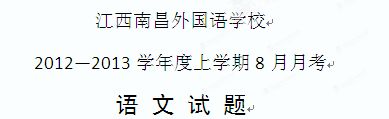 江西南昌外国语学校
2012—2013 学年度上学期 8 月月考
语 文 试 题